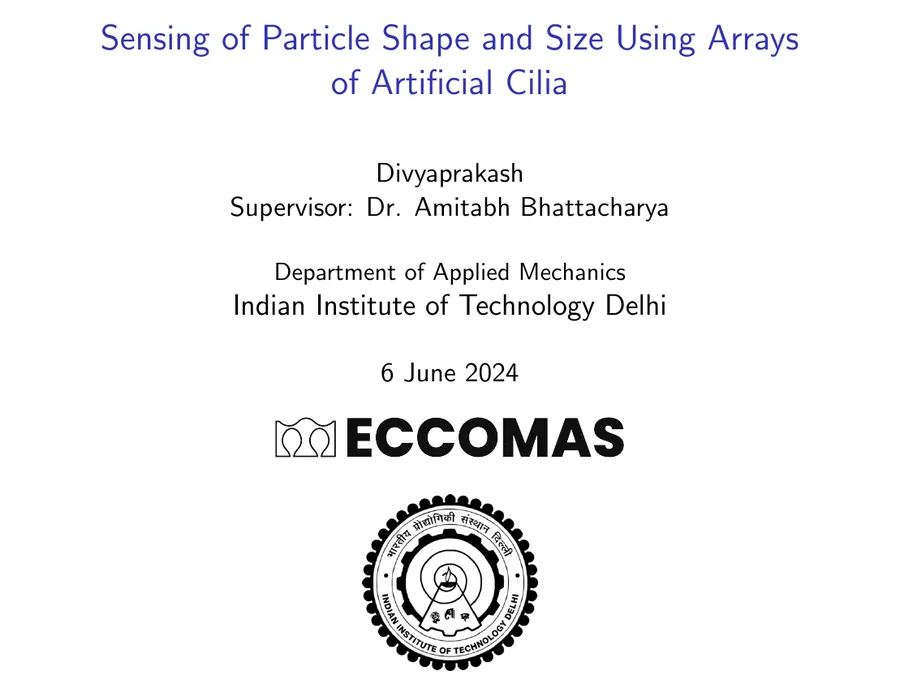 Sensing of Particle Shape and Size Using Arrays
of Artificial Cilia
Divyaprakash
Supervisor: Dr. Amitabh Bhattacharya
Department of Applied Mechanics
Indian Institute of Technology Delhi
6 June 2024
ECCOMAS
भारतीय प्रौद्योगिकी संस्थान दिल्ली
INDIAN INSTITUTE OF TECHNOLOGY DELHI